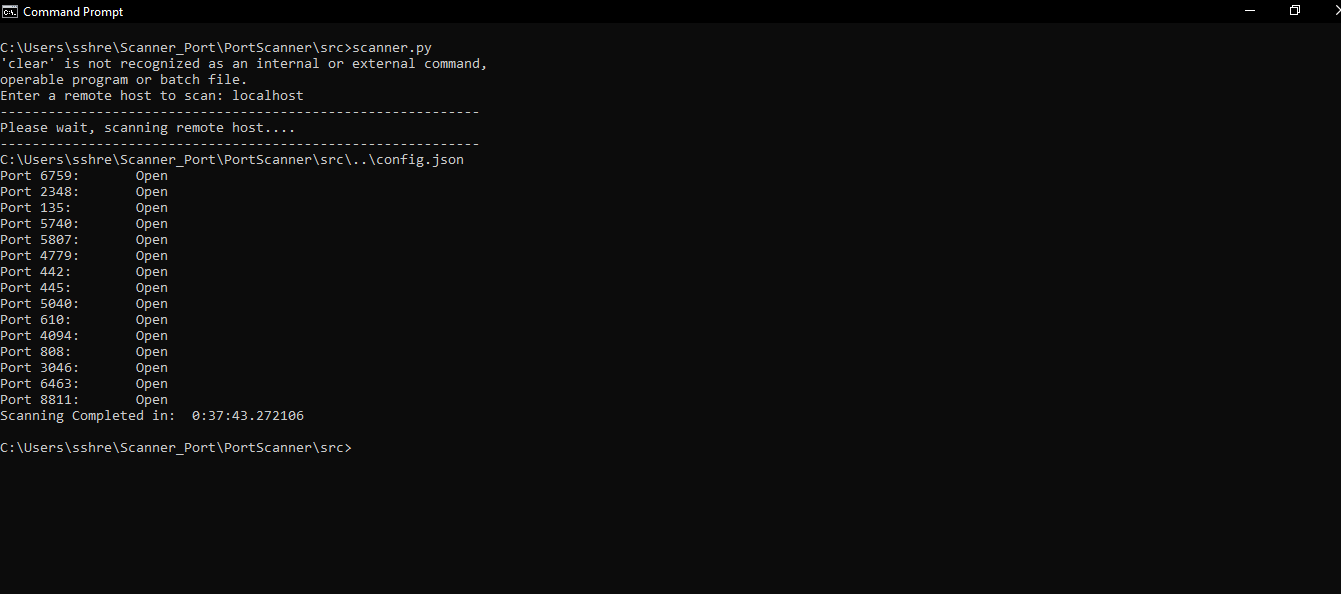 Command Prompt
C:\Users\sshre\Scanner_Port\PortScanner\src>scanner.py
'clear' is not recognized as an internal or external command,
operable program or batch file.
Enter a remote host to scan: localhost
------------------------------------------------------------
Please wait, scanning remote host....
------------------------------------------------------------
C:\Users\sshre\Scanner_Port\PortScanner\src\..\config.json
Port 6759:       Open
Port 2348:       Open
Port 135:        Open
Port 5740:       Open
Port 5807:       Open
Port 4779:       Open
Port 442:        Open
Port 445:        Open
Port 5040:       Open
Port 610:        Open
Port 4094:       Open
Port 808:        Open
Port 3046:       Open
Port 6463:       Open
Port 8811:       Open
Scanning Completed in:  0:37:43.272106
C:\Users\sshre\Scanner_Port\PortScanner\src>